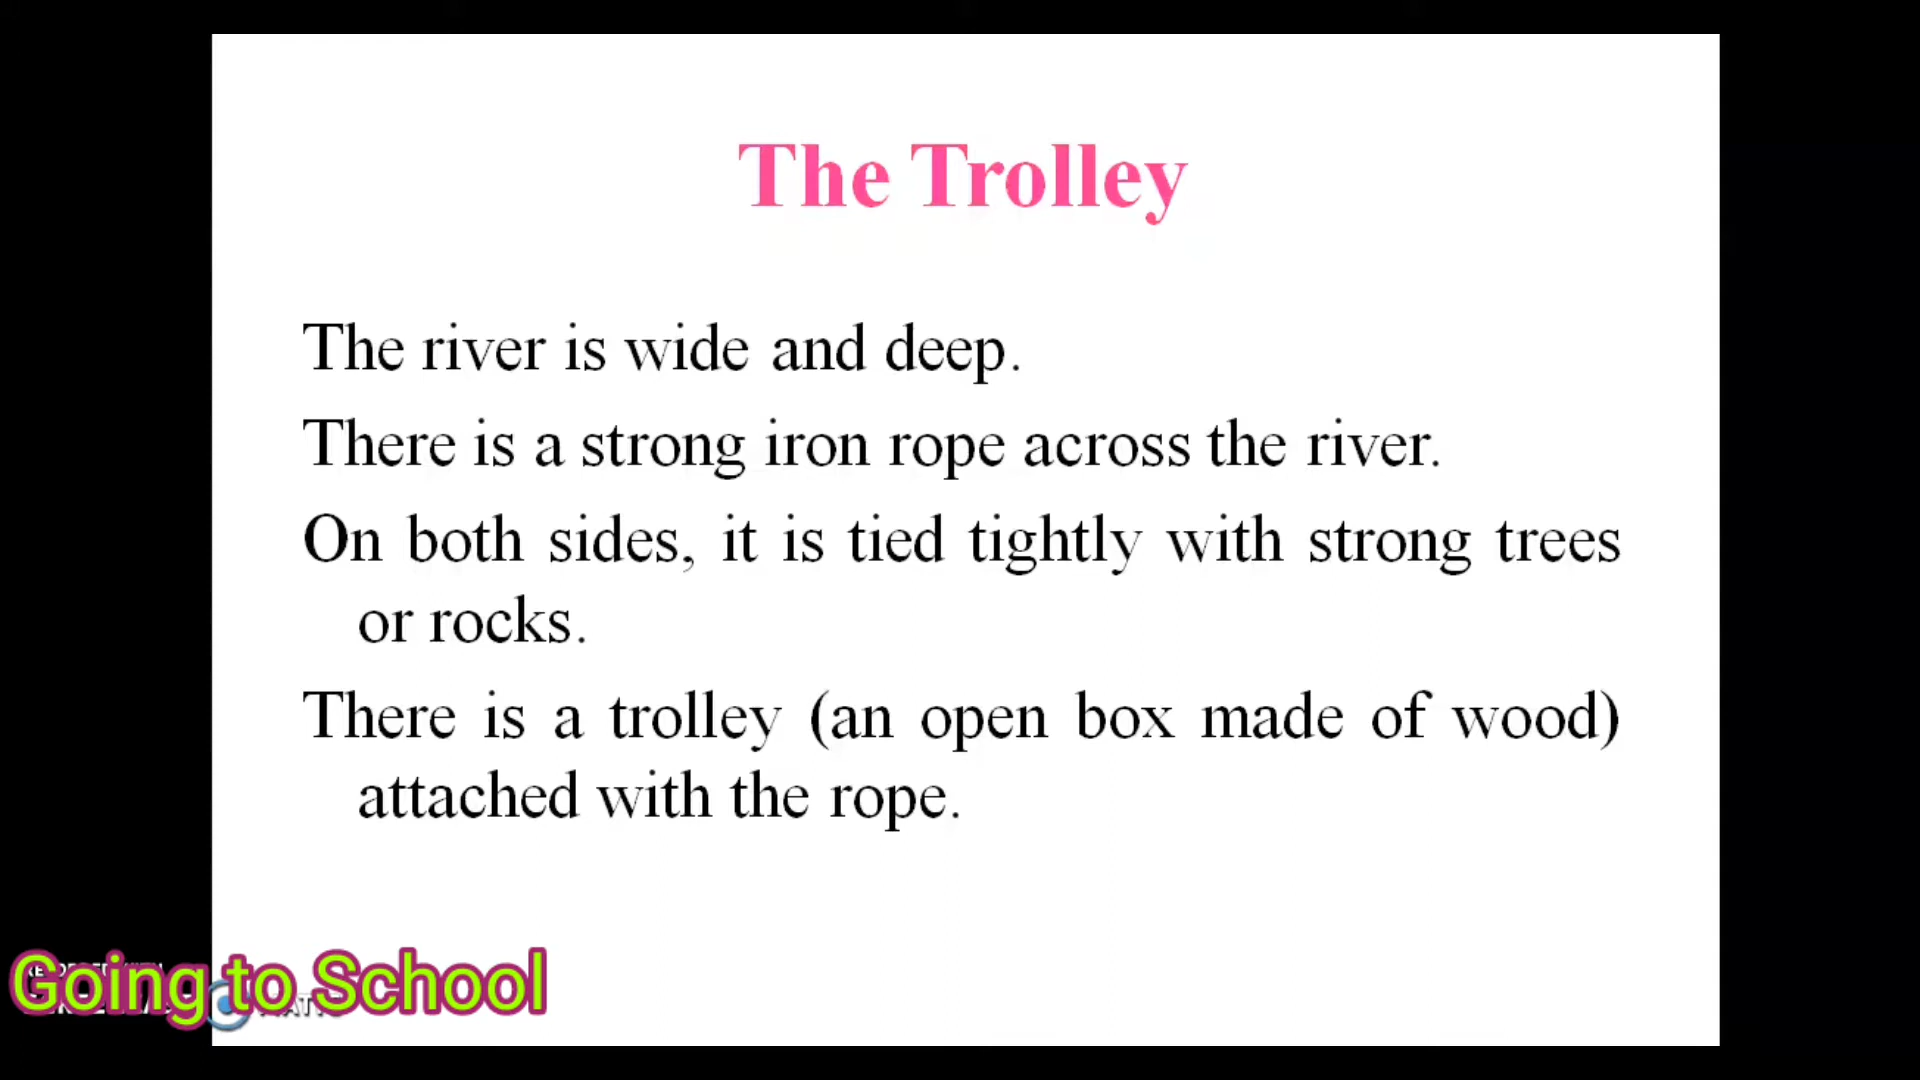 The Trolley
The river is wide and deep.
There is a strong iron rope across the river.
On both sides, it is tied tightly with strong trees
or rocks.
There is a trolley (an open box made of wood)
attached with the rope.
Going to School